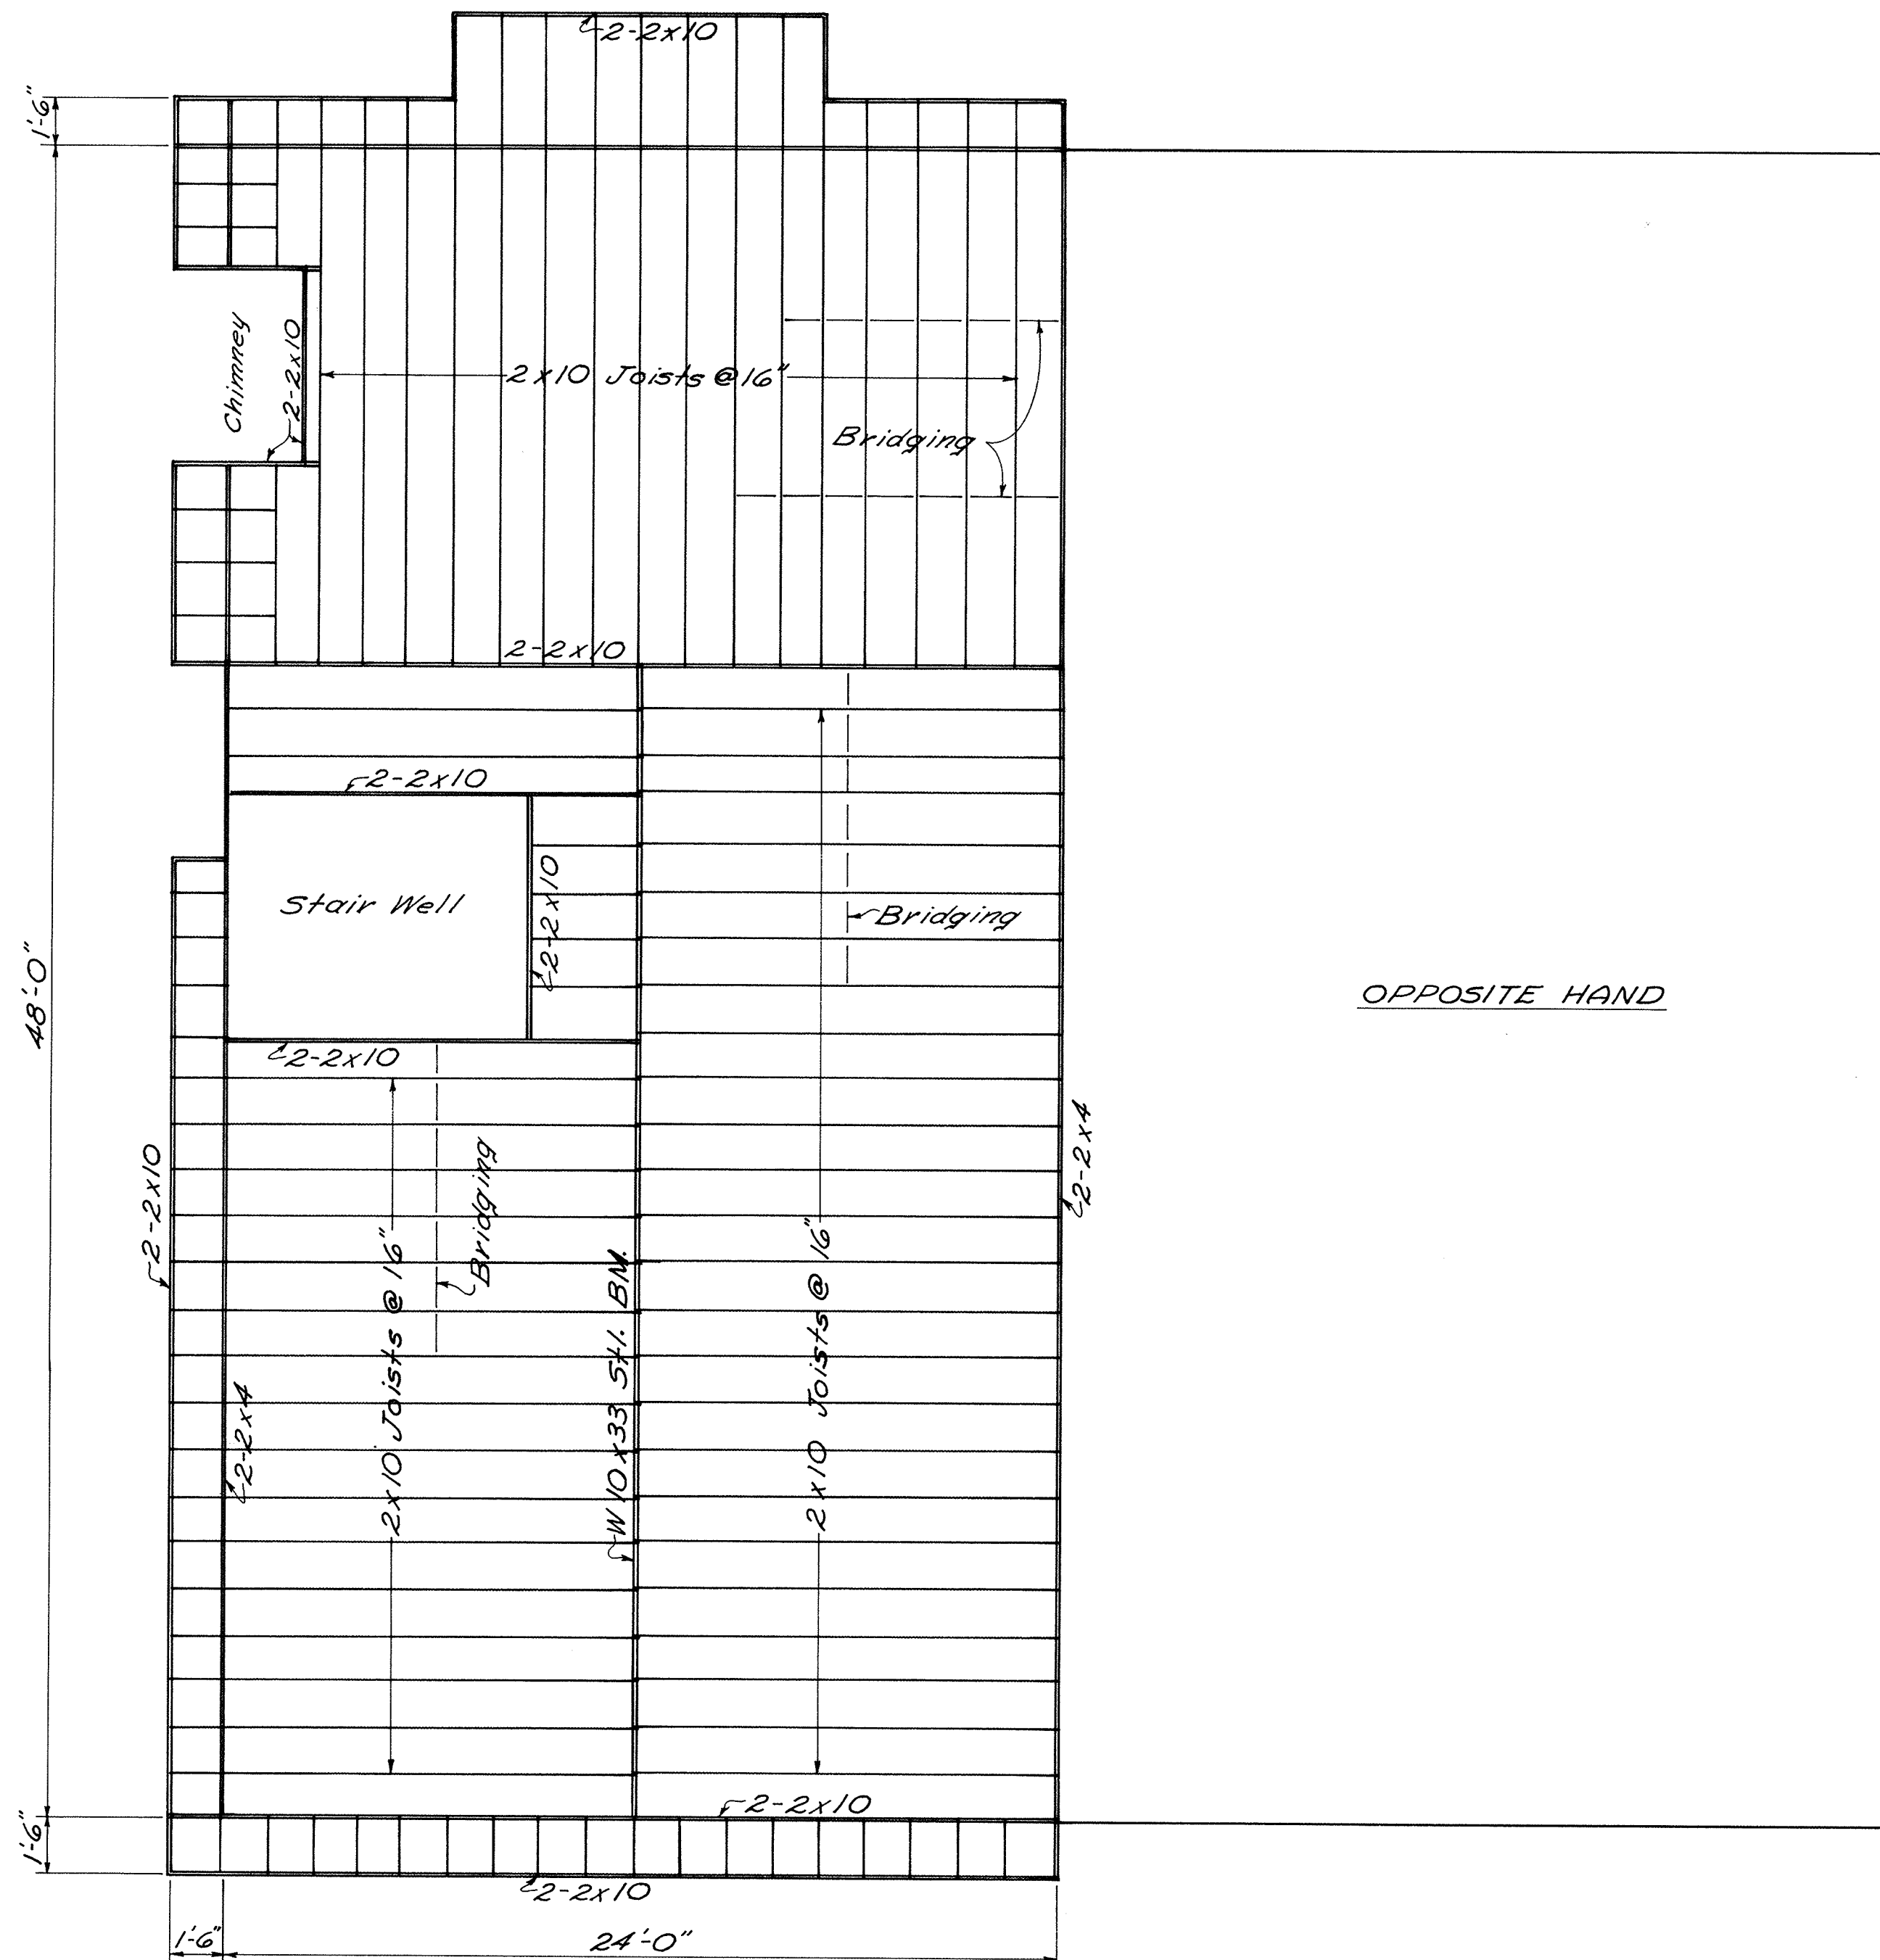 2-2x10
1'-6"
Chimney
2-2x10
2x10 Joists @ 16"
Bridging
2-2x10
2-2x10
Stair Well
2-2x10
Bridging
48'-0"
OPPOSITE HAND
2-2x10
2-2x10
Bridging
2-2x4
2x10 Joists @ 16"
W 10x33 Stl. BM.
2x10 Joists @ 16"
2-2x4
2-2x10
1'-6"
2-2x10
1'-6"
24'-0"